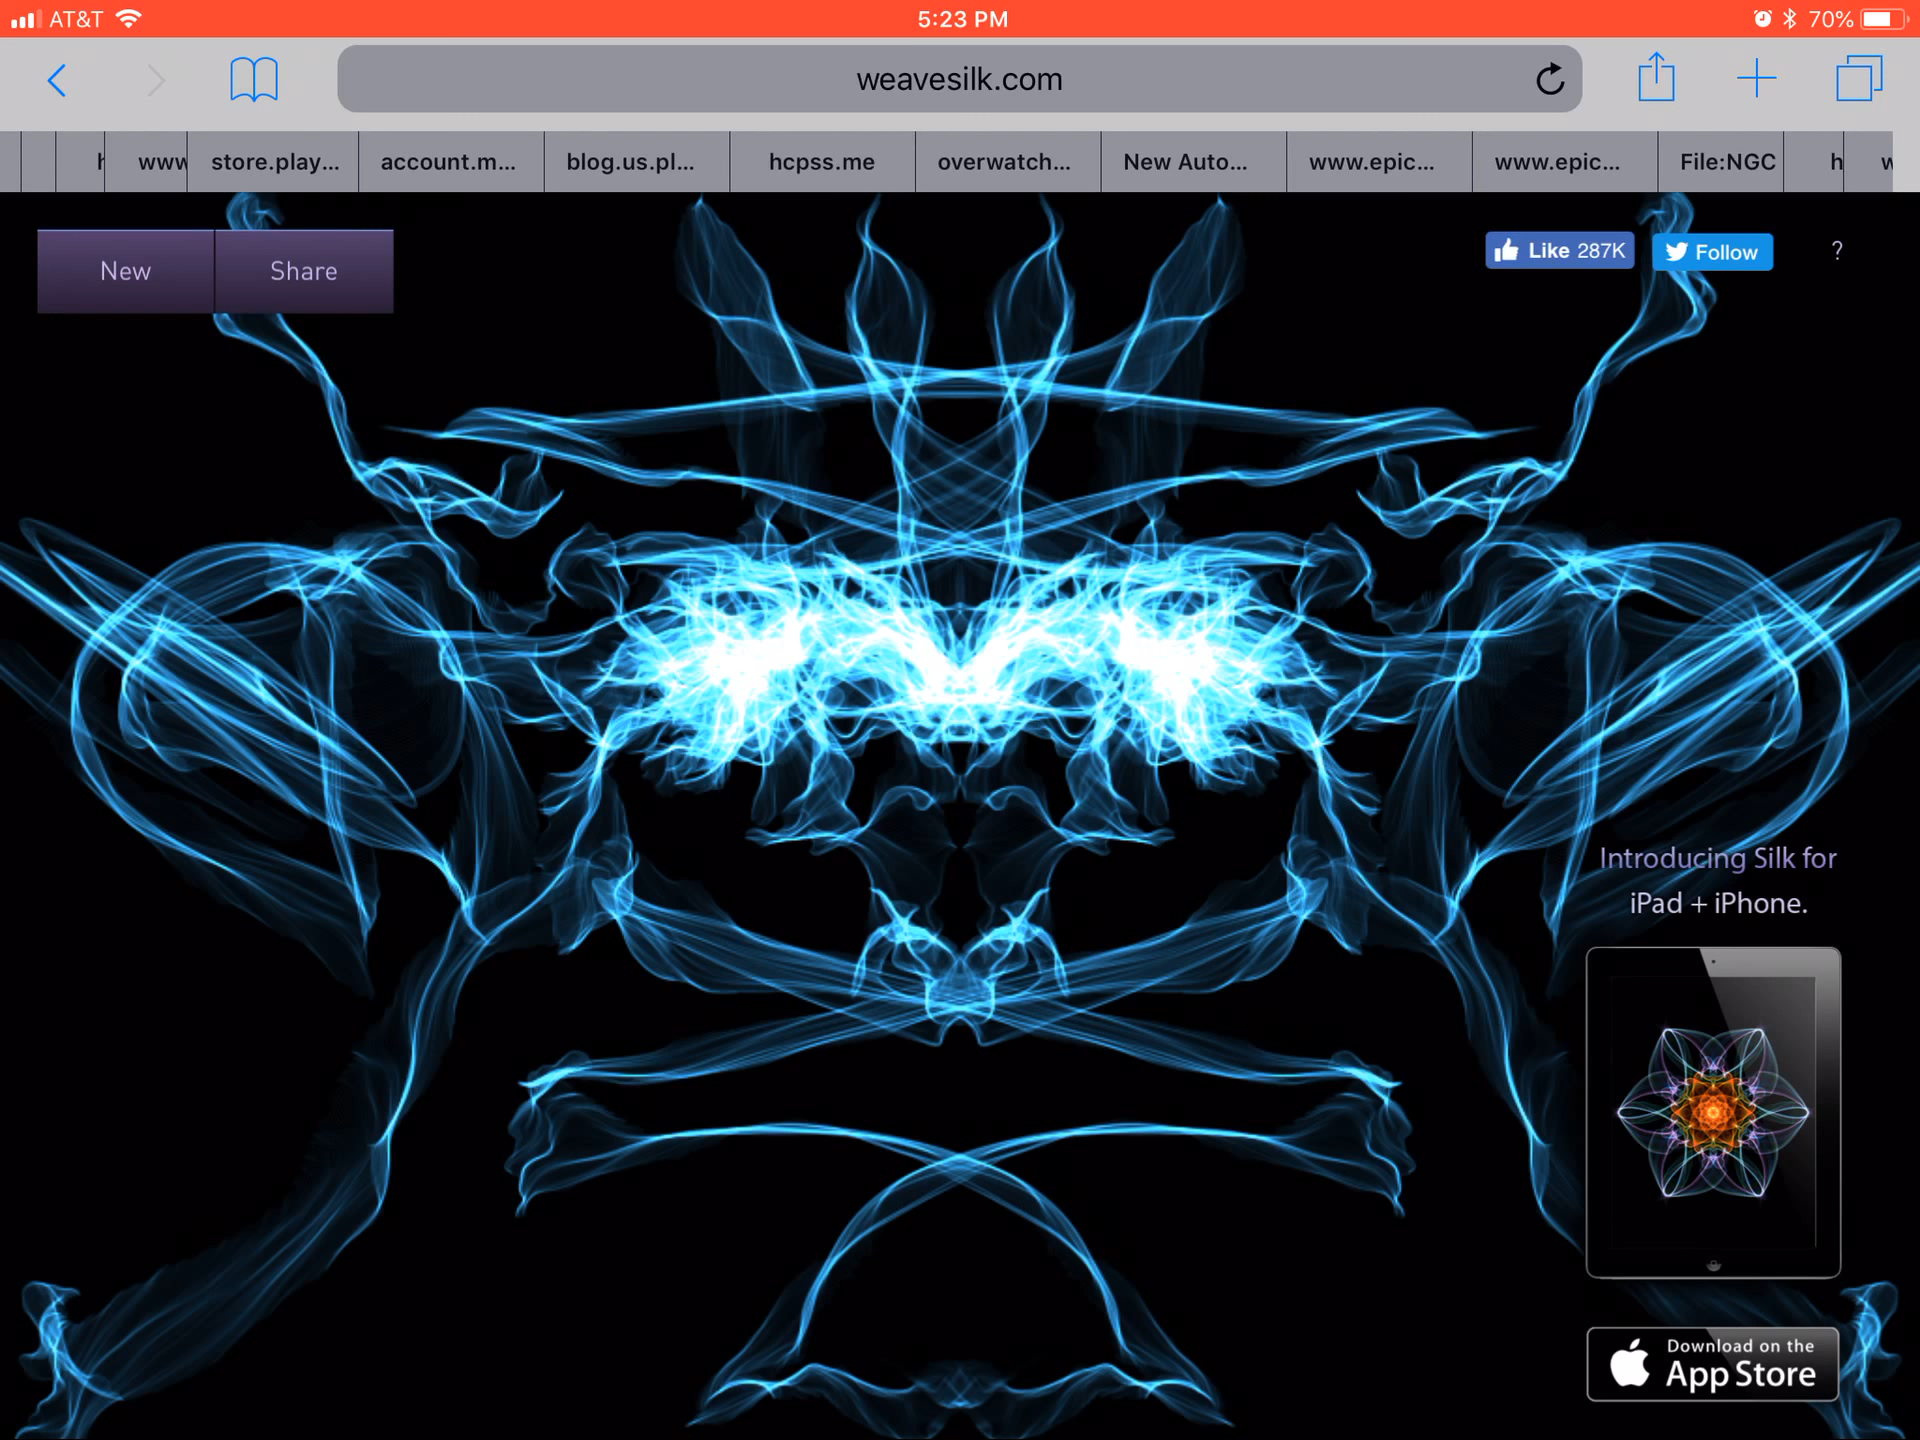 AT&T 5:23 PM 70%
weavesilk.com
h www store.play... account.m... blog.us.pl... hcpss.me overwatch... New Auto... www.epic... www.epic... File:NGC h w
New Share
Like 287K Follow ?
Introducing Silk for
iPad + iPhone.
Download on the
App Store